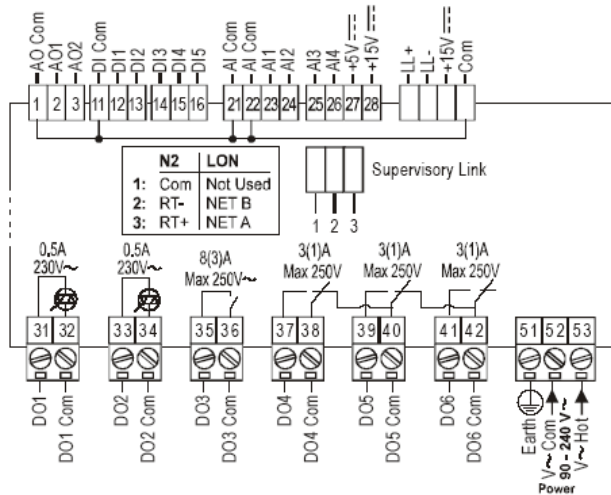 AO Com
AO1
AO2
DI Com
DI1
DI2
DI3
DI4
DI5
AI Com
AI Com
AI1
AI2
AI3
AI4
+5V
+15V
LL+
LL-
+15V
Com
1 2 3
11 12 13
14 15 16
21 22 23 24
25 26 27 28
N2 LON
1: Com Not Used
2: RT- NET B
3: RT+ NET A
Supervisory Link
1 2 3
0,5A
230V~
0,5A
230V~
8(3)A
Max 250V~
3(1)A
Max 250V
3(1)A
Max 250V
3(1)A
Max 250V
31 32
33 34
35 36
37 38
39 40
41 42
51 52 53
DO1
DO1 Com
DO2
DO2 Com
DO3
DO3 Com
DO4
DO4 Com
DO5
DO5 Com
DO6
DO6 Com
Earth
V~ Com
90 - 240 V~
V~ Hot
Power